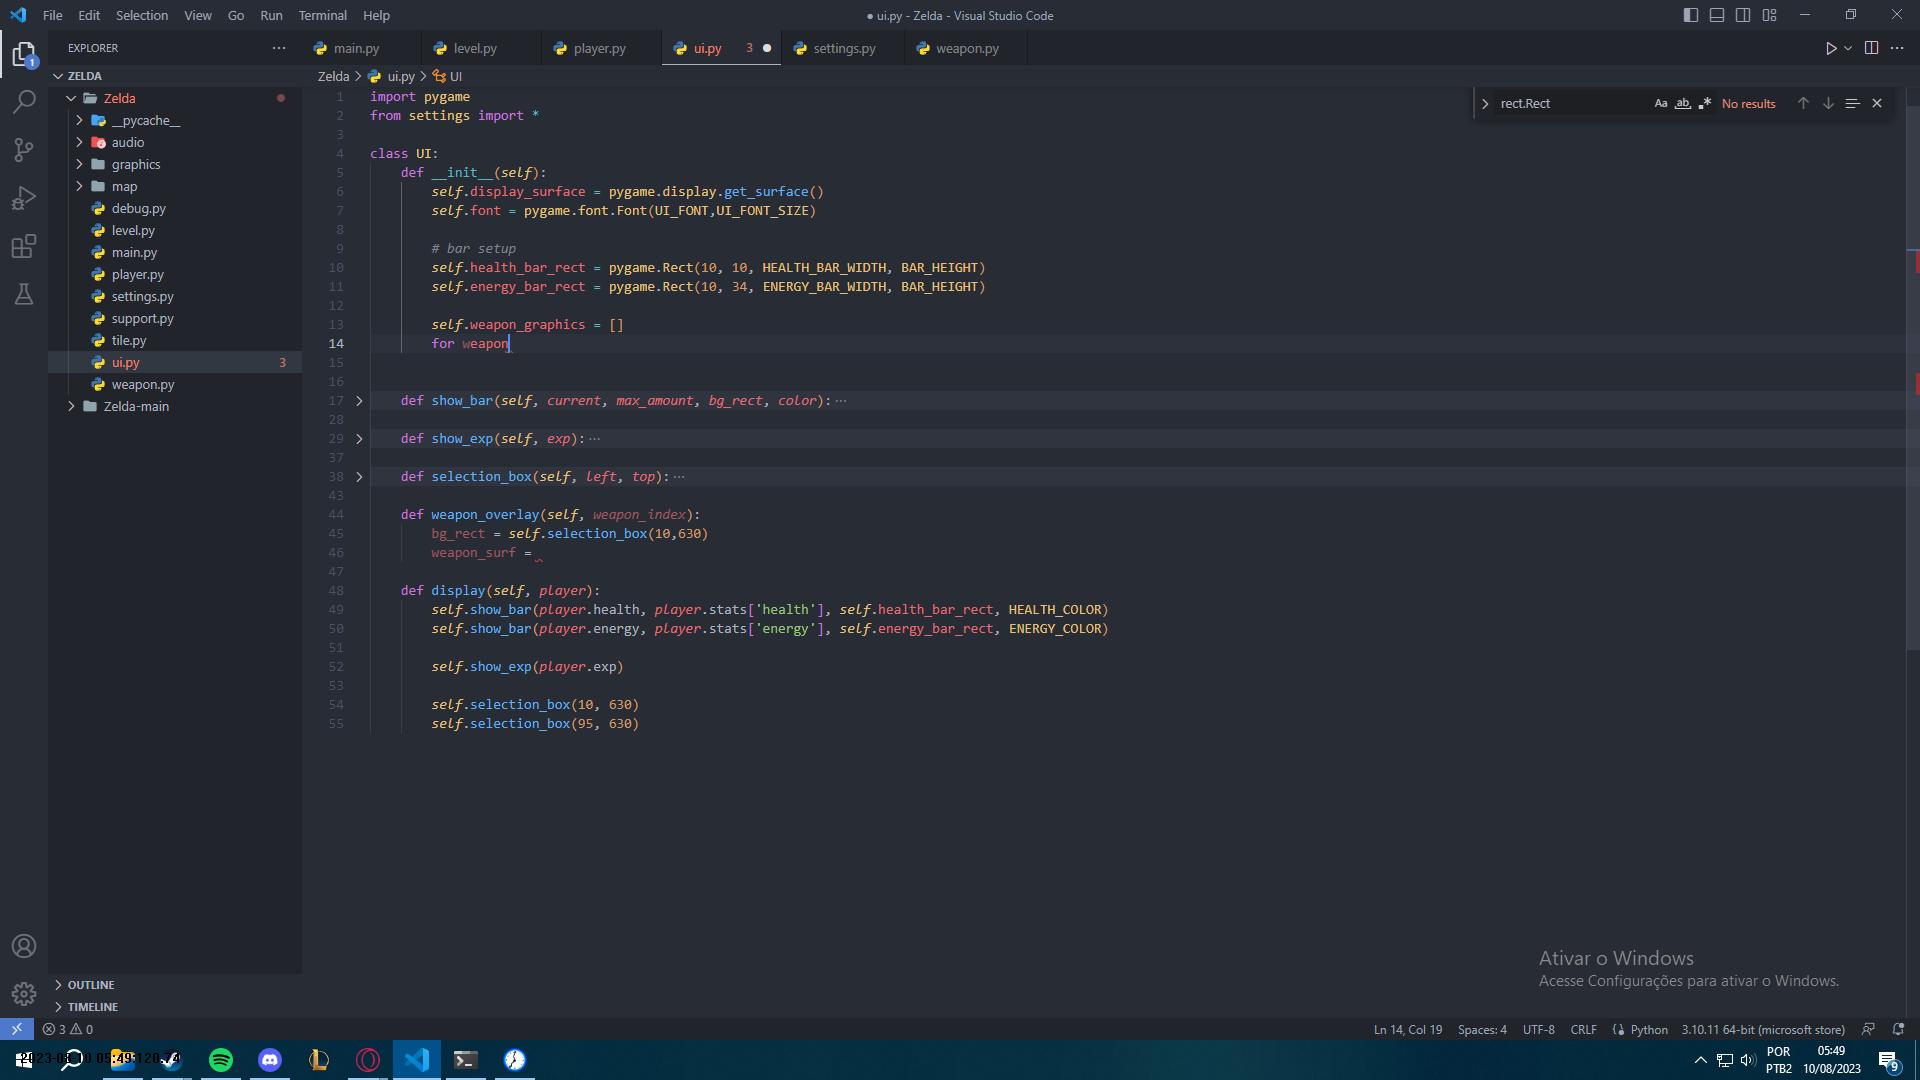 File Edit Selection View Go Run Terminal Help
● ui.py - Zelda - Visual Studio Code
EXPLORER
main.py level.py player.py ui.py 3 settings.py weapon.py
ZELDA
Zelda > ui.py > UI
Zelda
__pycache__
audio
graphics
map
debug.py
level.py
main.py
player.py
settings.py
support.py
tile.py
ui.py 3
weapon.py
Zelda-main
OUTLINE
TIMELINE
rect.Rect Aa ab .* No results
1 import pygame
2 from settings import *
3
4 class UI:
5 def __init__(self):
6 self.display_surface = pygame.display.get_surface()
7 self.font = pygame.font.Font(UI_FONT,UI_FONT_SIZE)
8
9 # bar setup
10 self.health_bar_rect = pygame.Rect(10, 10, HEALTH_BAR_WIDTH, BAR_HEIGHT)
11 self.energy_bar_rect = pygame.Rect(10, 34, ENERGY_BAR_WIDTH, BAR_HEIGHT)
12
13 self.weapon_graphics = []
14 for weapon
15
16
17 def show_bar(self, current, max_amount, bg_rect, color):···
28
29 def show_exp(self, exp):···
37
38 def selection_box(self, left, top):···
43
44 def weapon_overlay(self, weapon_index):
45 bg_rect = self.selection_box(10,630)
46 weapon_surf =
47
48 def display(self, player):
49 self.show_bar(player.health, player.stats['health'], self.health_bar_rect, HEALTH_COLOR)
50 self.show_bar(player.energy, player.stats['energy'], self.energy_bar_rect, ENERGY_COLOR)
51
52 self.show_exp(player.exp)
53
54 self.selection_box(10, 630)
55 self.selection_box(95, 630)
Ativar o Windows
Acesse Configurações para ativar o Windows.
3 0
Ln 14, Col 19 Spaces: 4 UTF-8 CRLF Python 3.10.11 64-bit (microsoft store)
POR
PTB2
05:49
10/08/2023
9
1